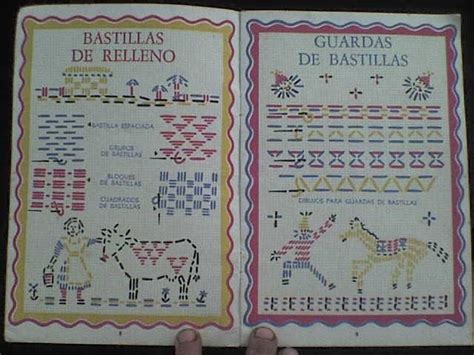 BASTILLAS
DE RELLENO
BASTILLA ESPACIADA
GRUPOS
DE BASTILLAS
BLOQUES
DE BASTILLAS
CUADRADOS
DE BASTILLAS
GUARDAS
DE BASTILLAS
DIBUJOS PARA GUARDAS DE BASTILLAS